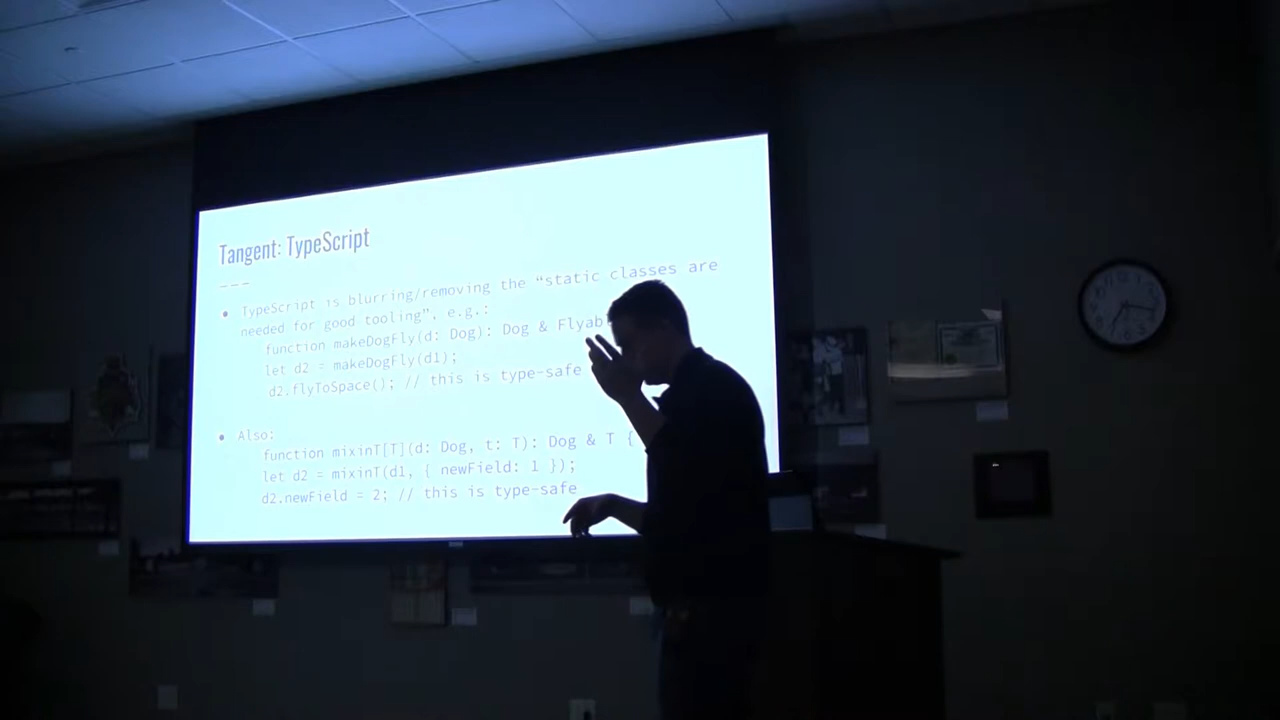 Tangent: TypeScript
---
● TypeScript is blurring/removing the “static classes are
needed for good tooling”, e.g.:
function makeDogFly(d: Dog): Dog & Flyab
let d2 = makeDogFly(d1);
d2.flyToSpace(); // this is type-safe
● Also:
function mixinT[T](d: Dog, t: T): Dog & T {
let d2 = mixinT(d1, { newField: 1 });
d2.newField = 2; // this is type-safe